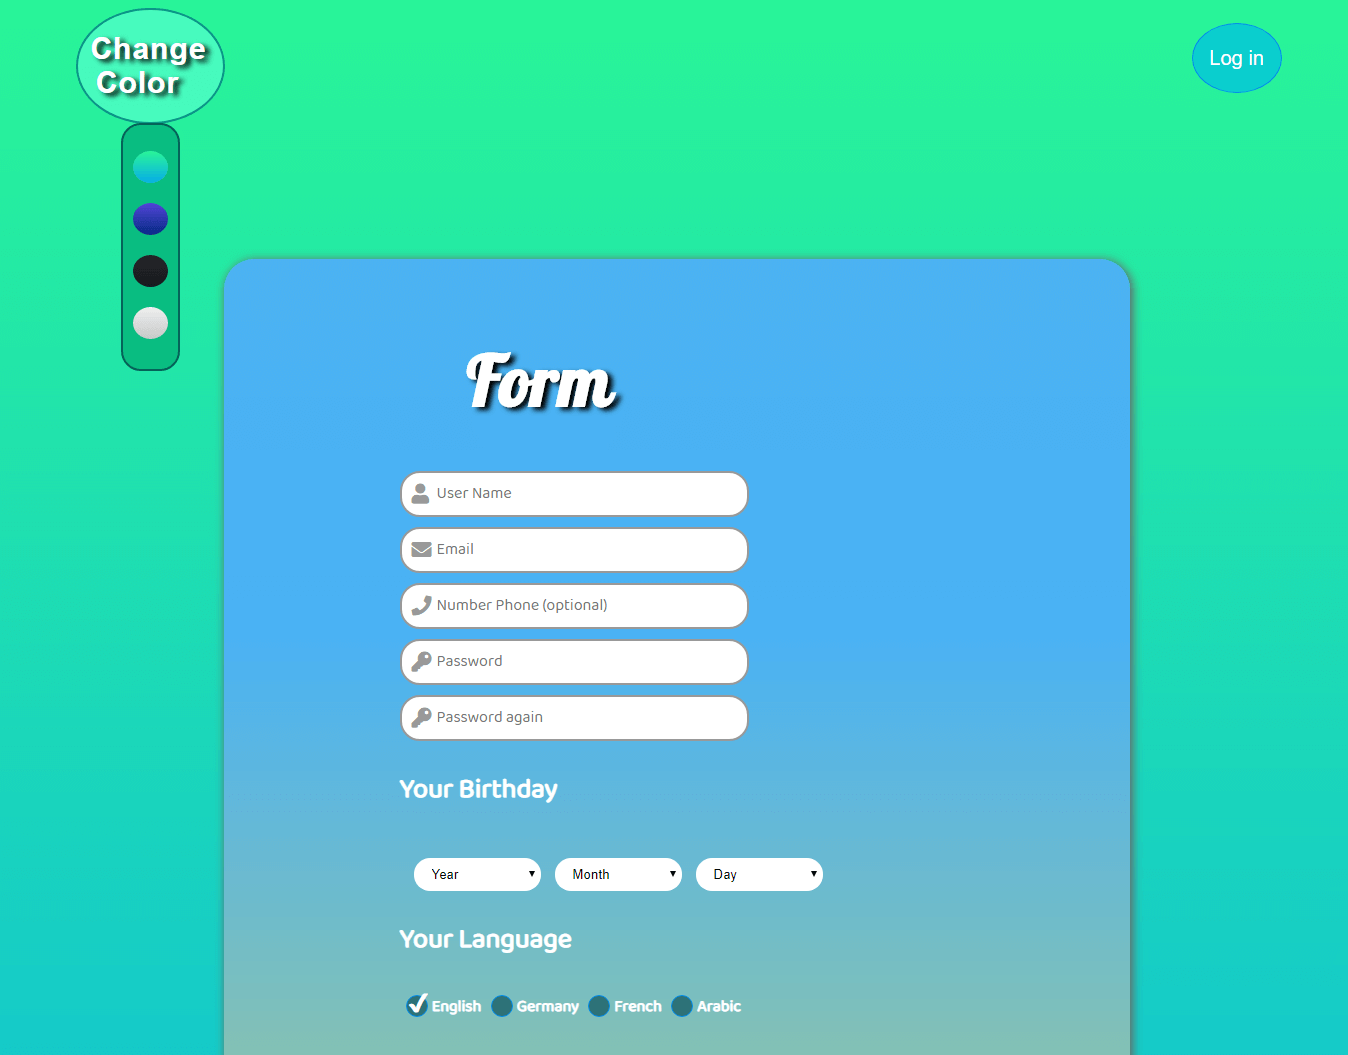 Change
Color
Log in
Form
User Name
Email
Number Phone (optional)
Password
Password again
Your Birthday
Year Month Day
Your Language
English Germany French Arabic